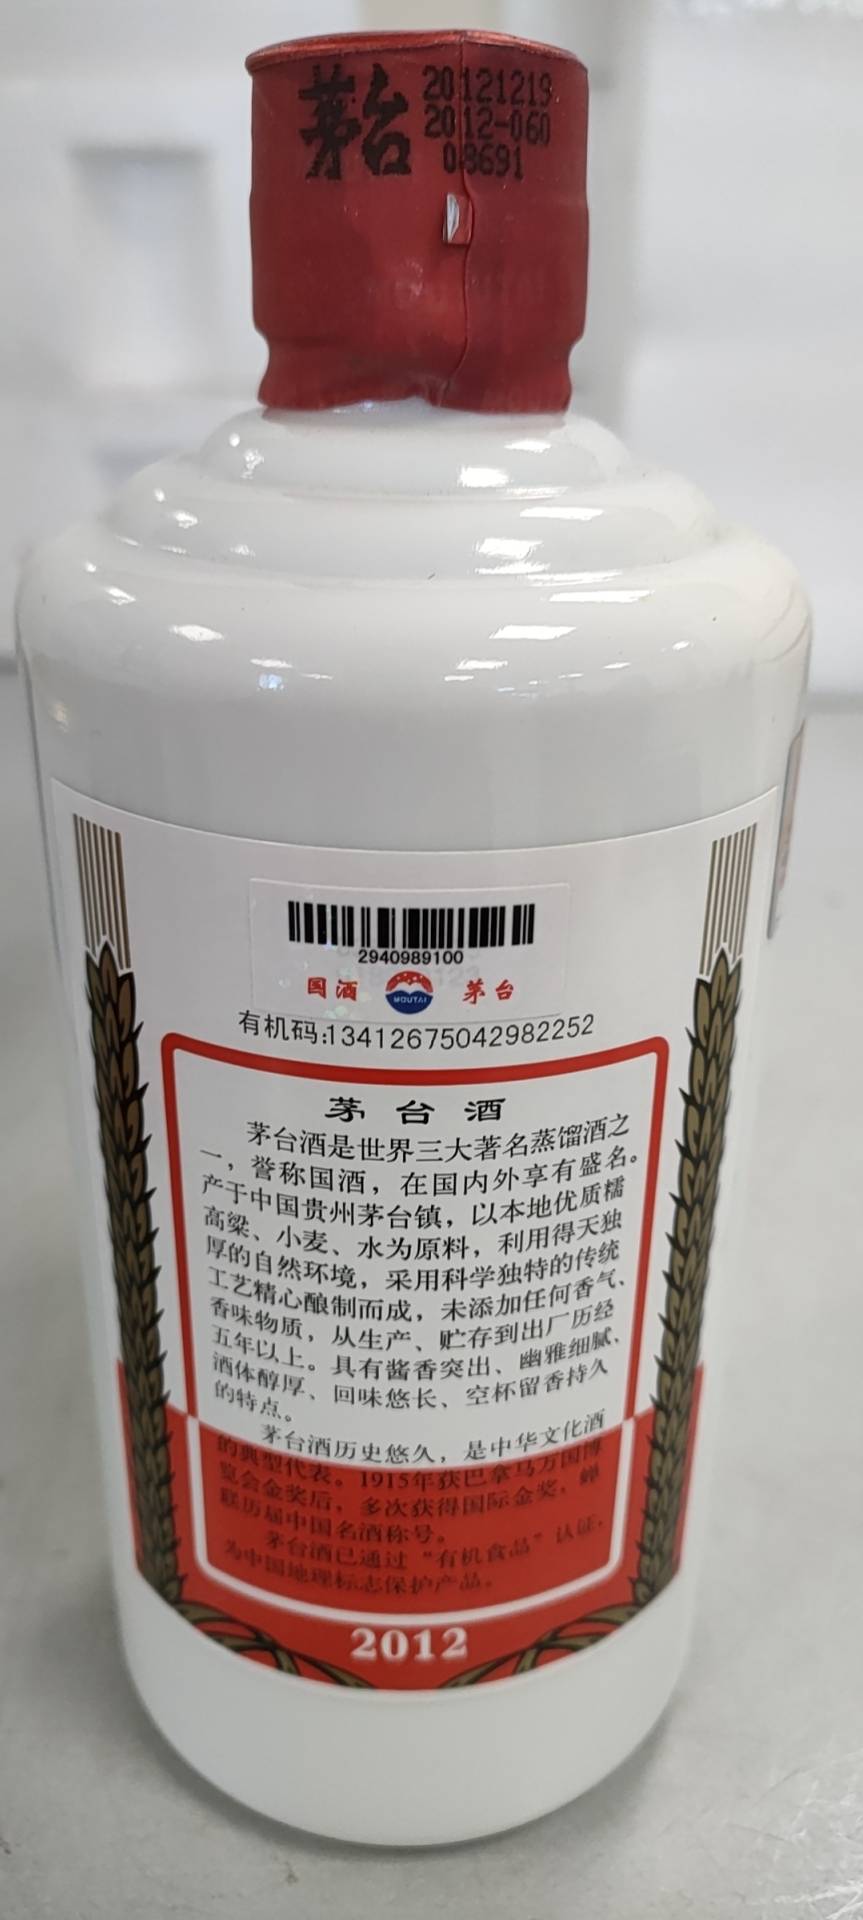 茅台
20121219
2012-060
08691
2940989100
国酒
MOUTAI
茅台
有机码:13412675042982252
茅台酒
茅台酒是世界三大著名蒸馏酒之
一，誉称国酒，在国内外享有盛名。
产于中国贵州茅台镇，以本地优质糯
高粱、小麦、水为原料，利用得天独
厚的自然环境，采用科学独特的传统
工艺精心酿制而成，未添加任何香气、
香味物质，从生产、贮存到出厂历经
五年以上。具有酱香突出、幽雅细腻、
酒体醇厚、回味悠长、空杯留香持久
的特点。
茅台酒历史悠久，是中华文化酒
的典型代表。1915年获巴拿马万国博
览会金奖后，多次获得国际金奖，蝉
联历届中国名酒称号。
茅台酒已通过“有机食品”认证，
为中国地理标志保护产品。
2012